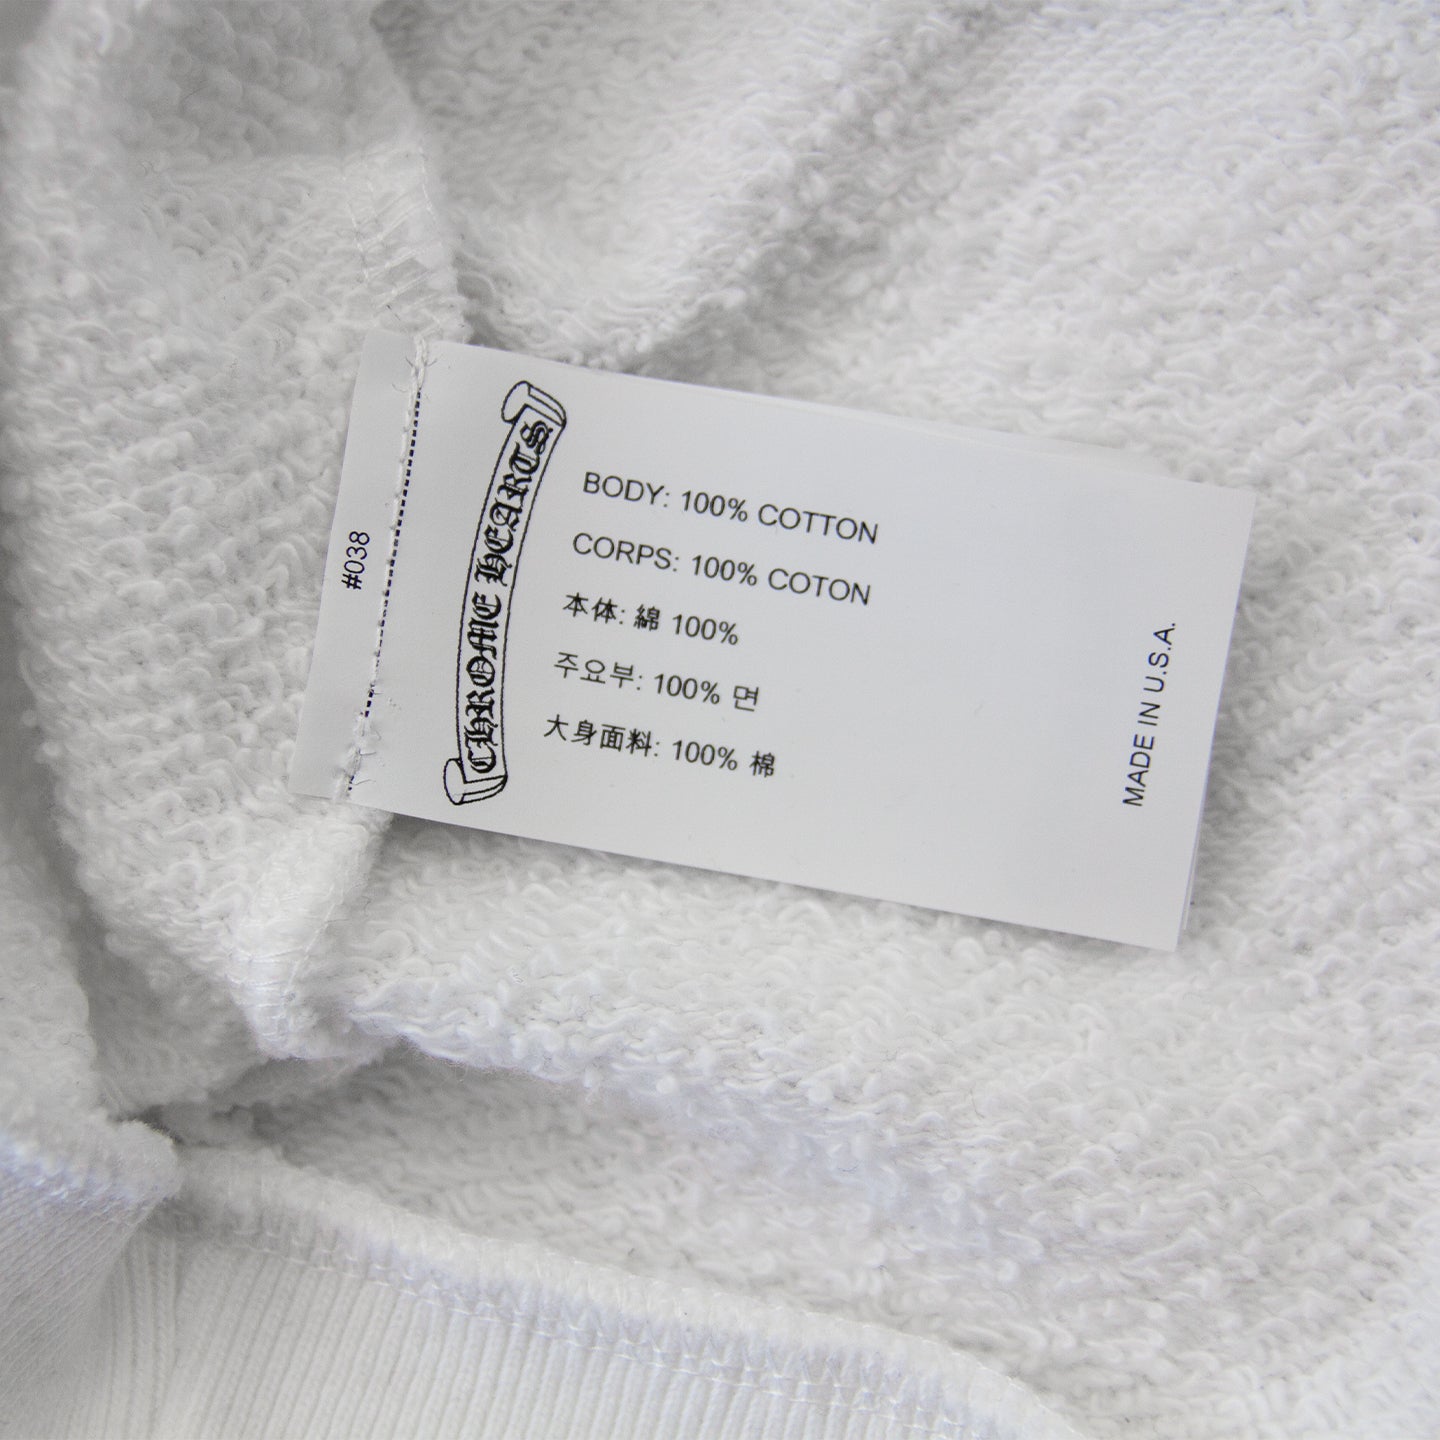 #038
CHROME HEARTS
BODY: 100% COTTON
CORPS: 100% COTON
本体: 綿 100%
주요부: 100% 면
大身面料: 100% 棉
MADE IN U.S.A.